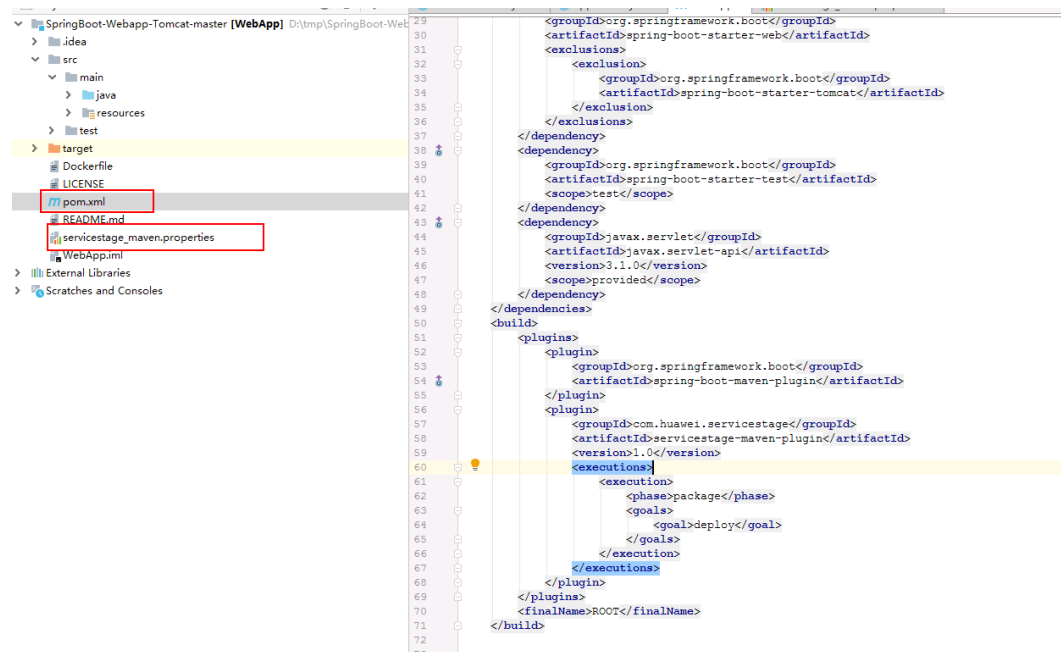 SpringBoot-Webapp-Tomcat-master [WebApp] D:\tmp\SpringBoot-Web
.idea
src
main
java
resources
test
target
Dockerfile
LICENSE
pom.xml
README.md
servicestage_maven.properties
WebApp.iml
External Libraries
Scratches and Consoles
29 <groupId>org.springframework.boot</groupId>
30 <artifactId>spring-boot-starter-web</artifactId>
31 <exclusions>
32 <exclusion>
33 <groupId>org.springframework.boot</groupId>
34 <artifactId>spring-boot-starter-tomcat</artifactId>
35 </exclusion>
36 </exclusions>
37 </dependency>
38 <dependency>
39 <groupId>org.springframework.boot</groupId>
40 <artifactId>spring-boot-starter-test</artifactId>
41 <scope>test</scope>
42 </dependency>
43 <dependency>
44 <groupId>javax.servlet</groupId>
45 <artifactId>javax.servlet-api</artifactId>
46 <version>3.1.0</version>
47 <scope>provided</scope>
48 </dependency>
49 </dependencies>
50 <build>
51 <plugins>
52 <plugin>
53 <groupId>org.springframework.boot</groupId>
54 <artifactId>spring-boot-maven-plugin</artifactId>
55 </plugin>
56 <plugin>
57 <groupId>com.huawei.servicestage</groupId>
58 <artifactId>servicestage-maven-plugin</artifactId>
59 <version>1.0</version>
60 <executions>
61 <execution>
62 <phase>package</phase>
63 <goals>
64 <goal>deploy</goal>
65 </goals>
66 </execution>
67 </executions>
68 </plugin>
69 </plugins>
70 <finalName>ROOT</finalName>
71 </build>
72